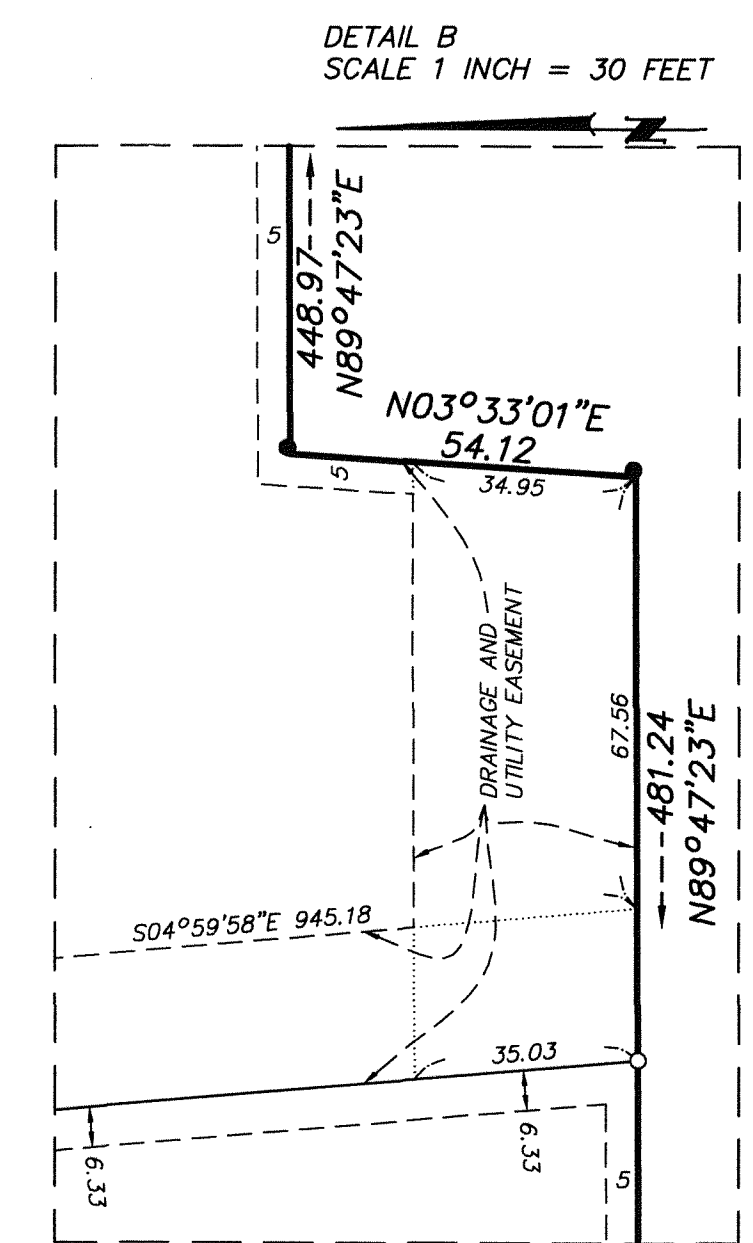 DETAIL B
SCALE 1 INCH = 30 FEET
N
5
448.97
N89°47'23"E
N03°33'01"E
54.12
5
34.95
DRAINAGE AND
UTILITY EASEMENT
67.56
481.24
N89°47'23"E
S04°59'58"E 945.18
35.03
6.33
6.33
5